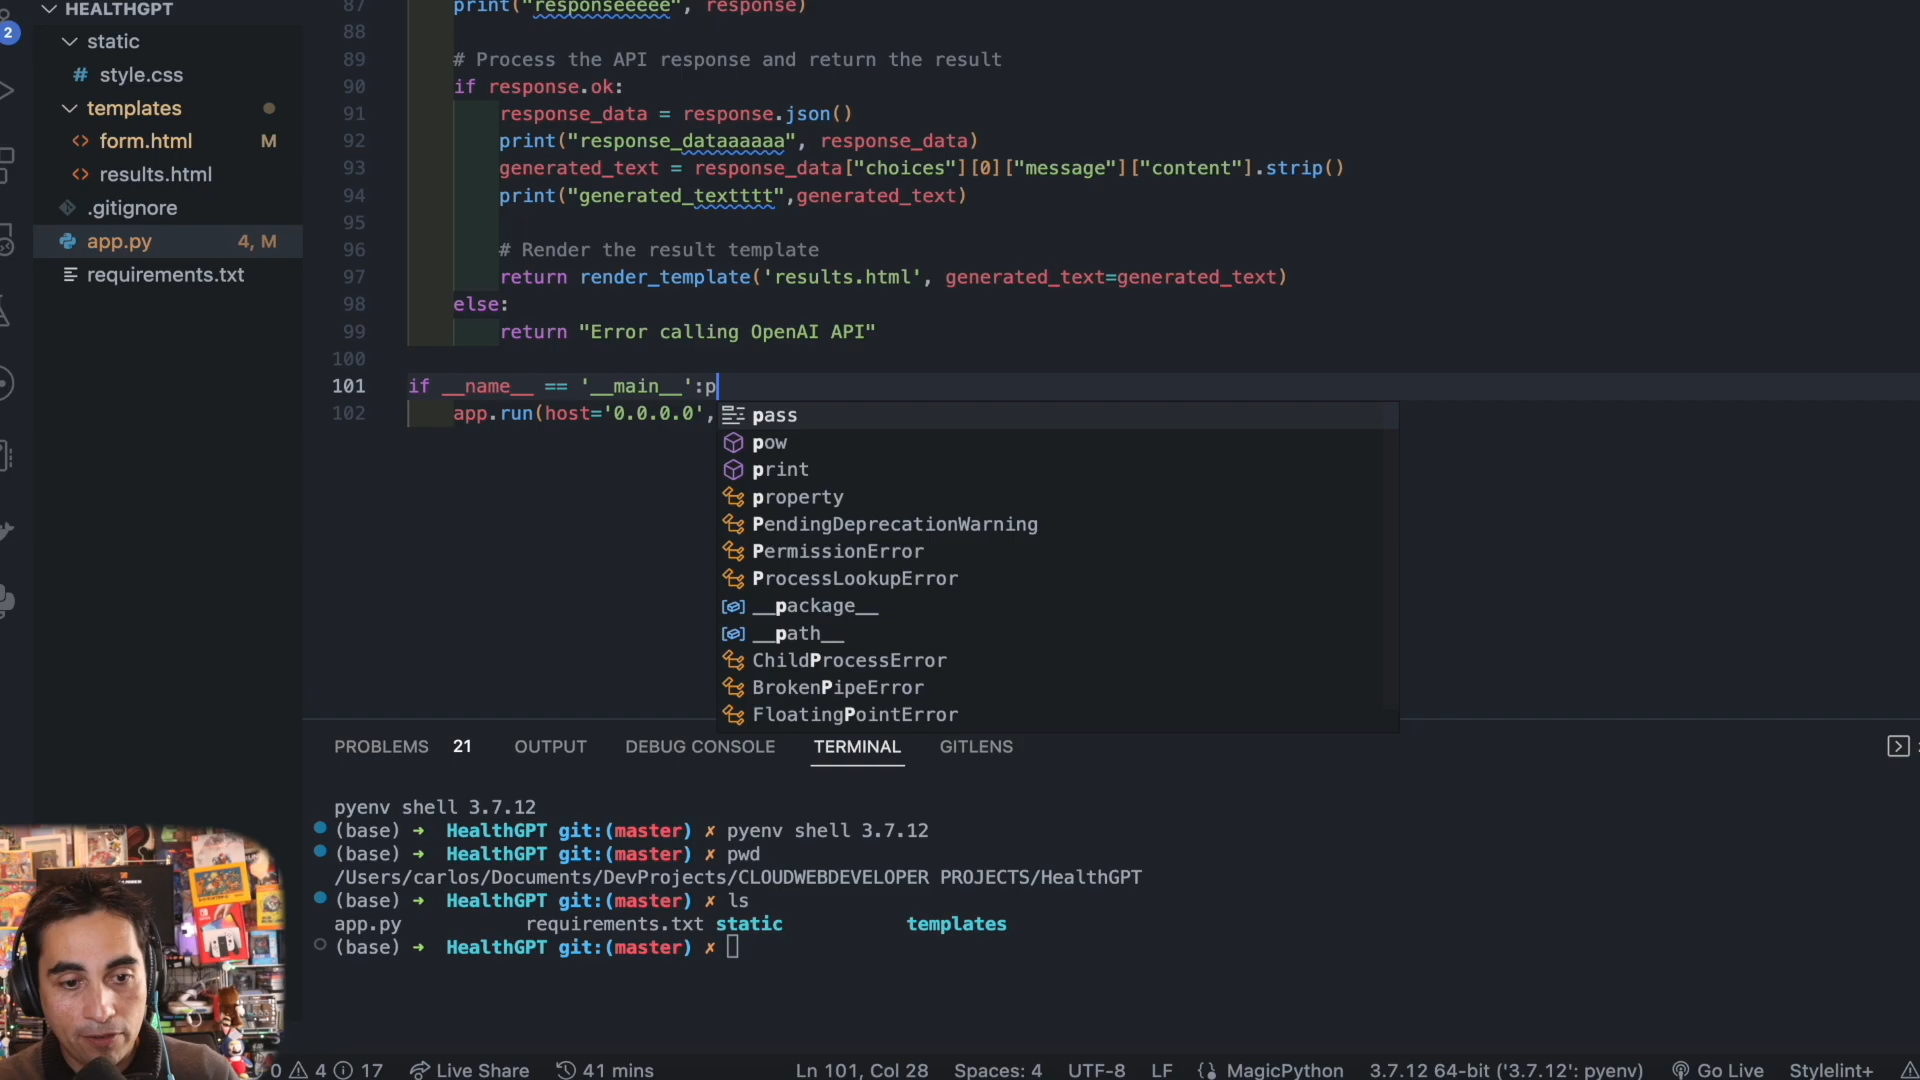 HEALTHGPT
2
static
# style.css
templates
<> form.html M
<> results.html
.gitignore
app.py 4, M
requirements.txt
87 print("responseeeee", response)
88
89 # Process the API response and return the result
90 if response.ok:
91 response_data = response.json()
92 print("response_dataaaaaa", response_data)
93 generated_text = response_data["choices"][0]["message"]["content"].strip()
94 print("generated_textttt",generated_text)
95
96 # Render the result template
97 return render_template('results.html', generated_text=generated_text)
98 else:
99 return "Error calling OpenAI API"
100
101 if __name__ == '__main__':p
102 app.run(host='0.0.0.0',
pass
pow
print
property
PendingDeprecationWarning
PermissionError
ProcessLookupError
__package__
__path__
ChildProcessError
BrokenPipeError
FloatingPointError
PROBLEMS 21 OUTPUT DEBUG CONSOLE TERMINAL GITLENS
pyenv shell 3.7.12
(base) → HealthGPT git:(master) ✗ pyenv shell 3.7.12
(base) → HealthGPT git:(master) ✗ pwd
/Users/carlos/Documents/DevProjects/CLOUDWEBDEVELOPER PROJECTS/HealthGPT
(base) → HealthGPT git:(master) ✗ ls
app.py requirements.txt static templates
(base) → HealthGPT git:(master) ✗
0 4 17 Live Share 41 mins Ln 101, Col 28 Spaces: 4 UTF-8 LF MagicPython 3.7.12 64-bit ('3.7.12': pyenv) Go Live Stylelint+